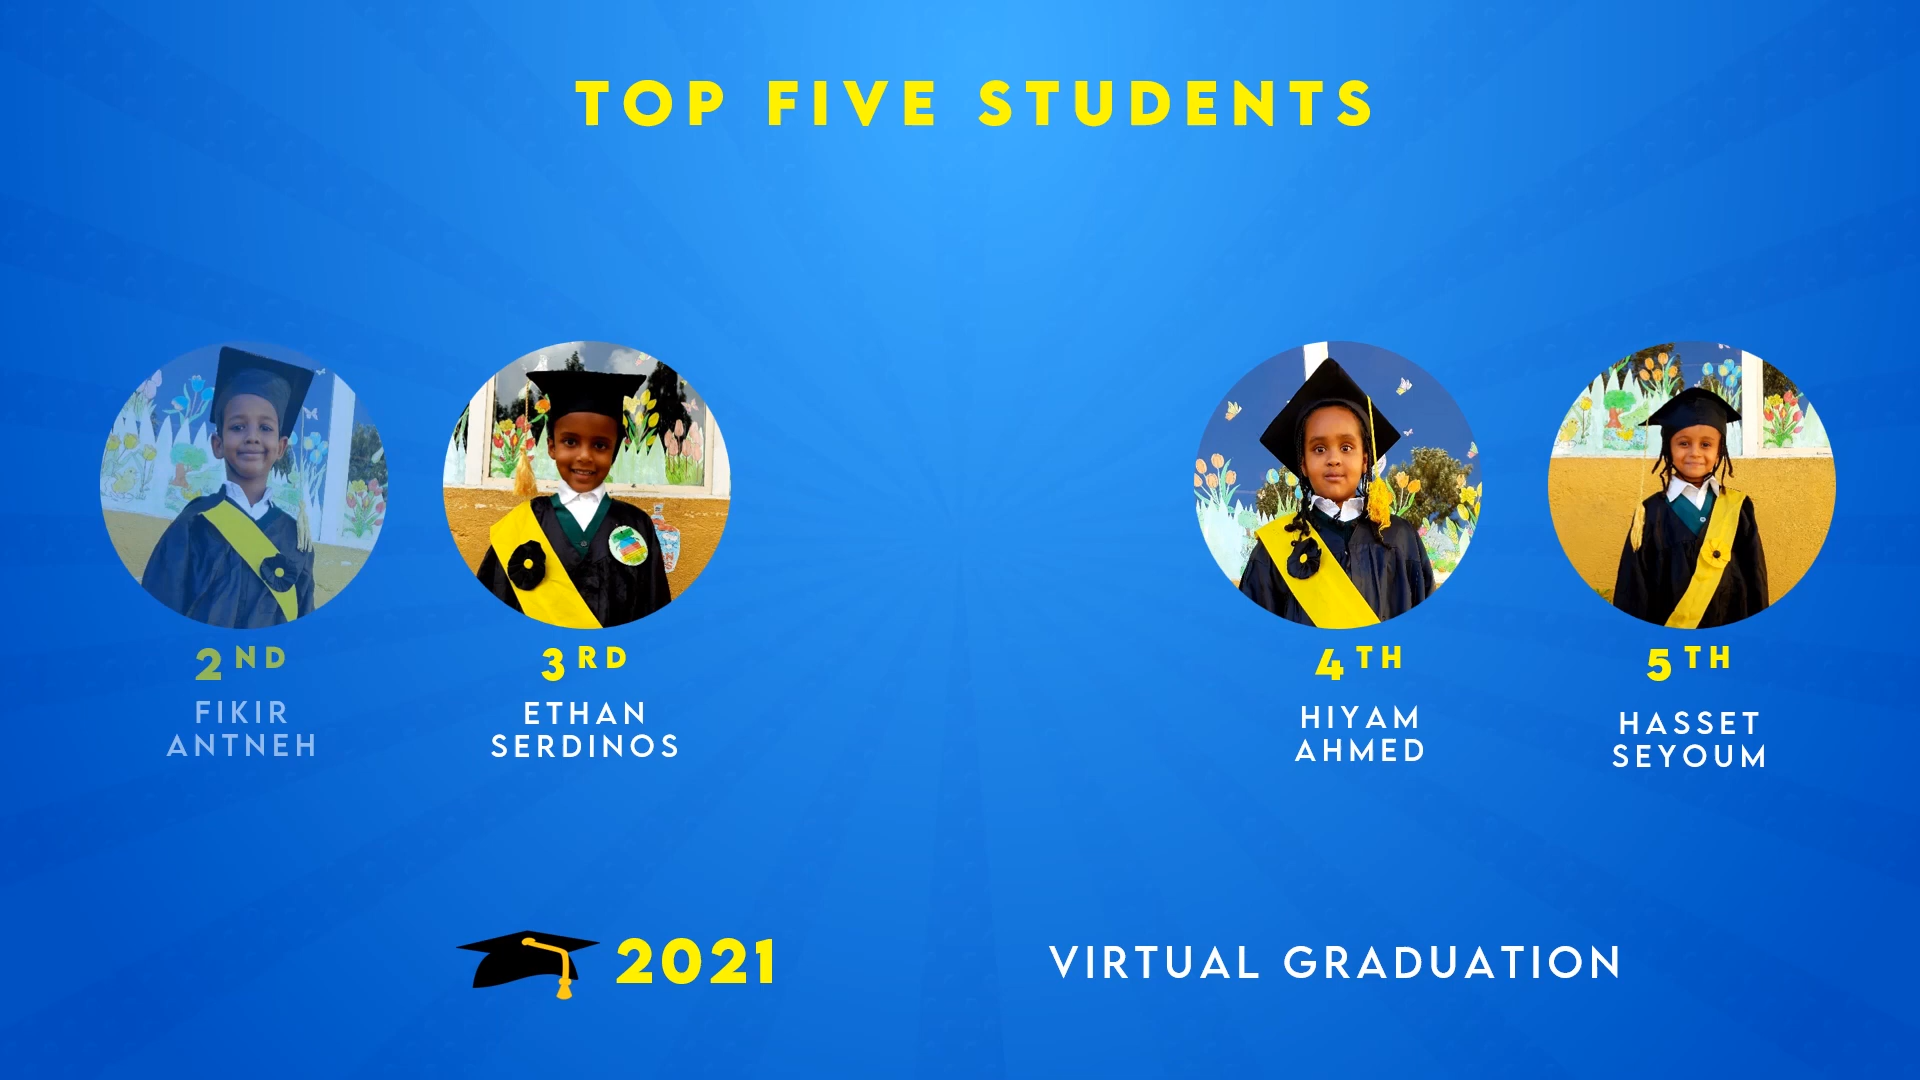 TOP FIVE STUDENTS
2ND
FIKIR
ANTNEH
3RD
ETHAN
SERDINOS
4TH
HIYAM
AHMED
5TH
HASSET
SEYOUM
2021
VIRTUAL GRADUATION